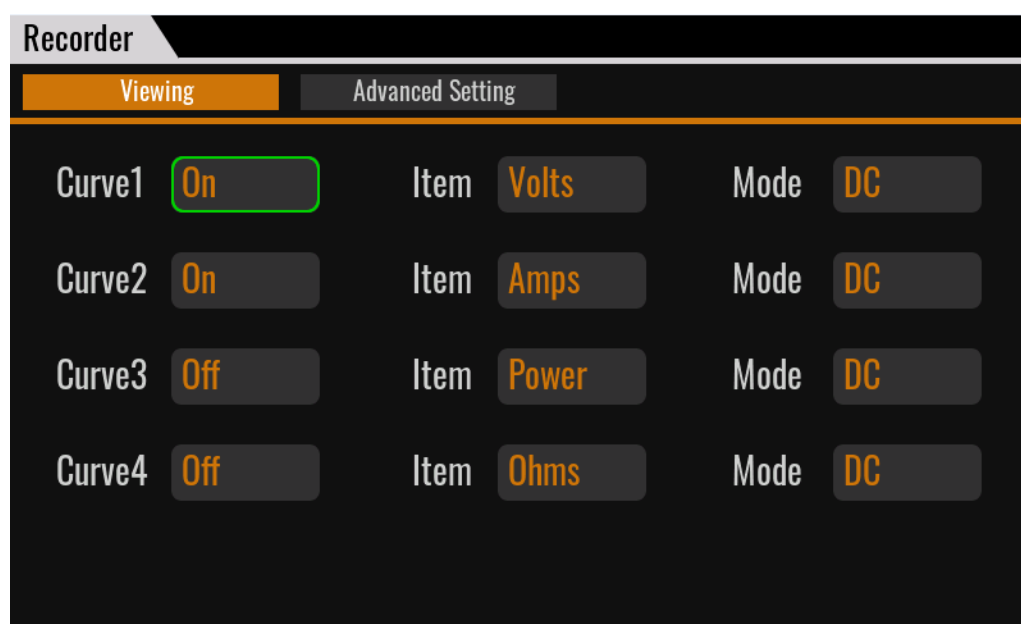 Recorder
Viewing Advanced Setting
Curve1 On Item Volts Mode DC
Curve2 On Item Amps Mode DC
Curve3 Off Item Power Mode DC
Curve4 Off Item Ohms Mode DC